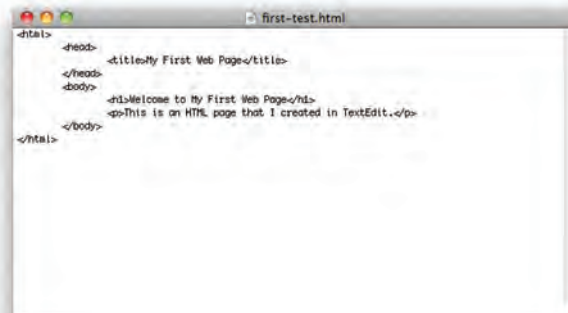 first-test.html
<html>
<head>
<title>My First Web Page</title>
</head>
<body>
<h1>Welcome to My First Web Page</h1>
<p>This is an HTML page that I created in TextEdit.</p>
</body>
</html>